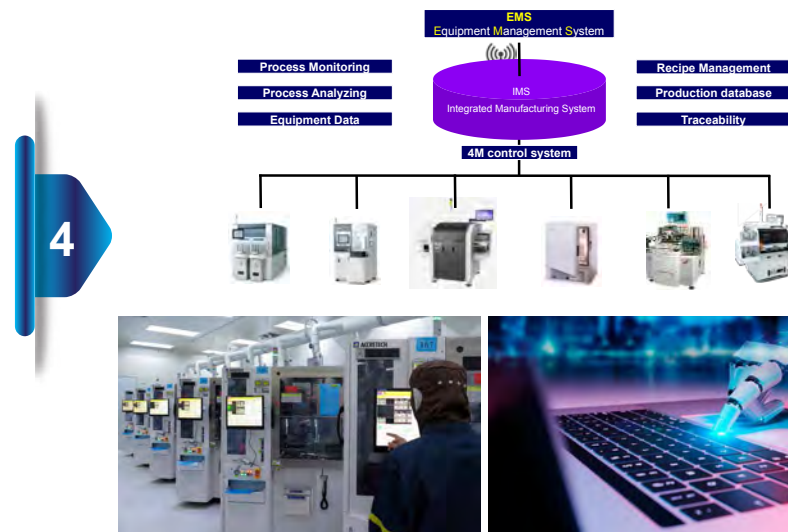 EMS
Equipment Management System
Process Monitoring
Process Analyzing
Equipment Data
IMS
Integrated Manufacturing System
Recipe Management
Production database
Traceability
4M control system
4
ACCRETECH